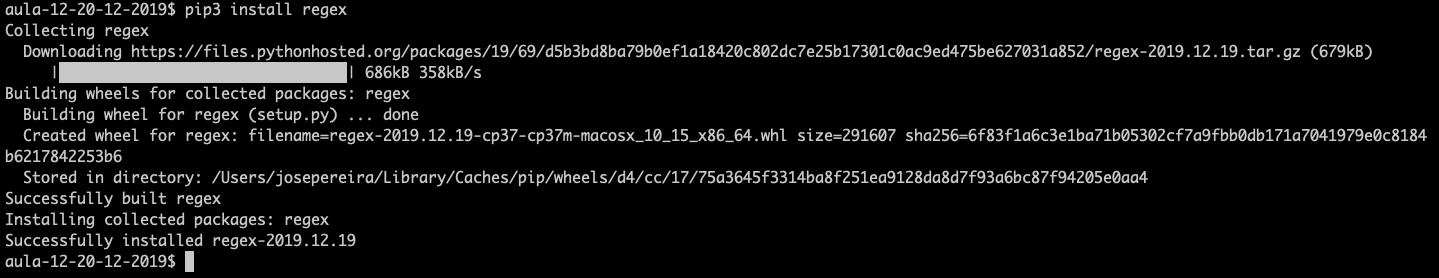 aula-12-20-12-2019$ pip3 install regex
Collecting regex
  Downloading https://files.pythonhosted.org/packages/19/69/d5b3bd8ba79b0ef1a18420c802dc7e25b17301c0ac9ed475be627031a852/regex-2019.12.19.tar.gz (679kB)
     |████████████████████████████████| 686kB 358kB/s
Building wheels for collected packages: regex
  Building wheel for regex (setup.py) ... done
  Created wheel for regex: filename=regex-2019.12.19-cp37-cp37m-macosx_10_15_x86_64.whl size=291607 sha256=6f83f1a6c3e1ba71b05302cf7a9fbb0db171a7041979e0c8184
b6217842253b6
  Stored in directory: /Users/josepereira/Library/Caches/pip/wheels/d4/cc/17/75a3645f3314ba8f251ea9128da8d7f93a6bc87f94205e0aa4
Successfully built regex
Installing collected packages: regex
Successfully installed regex-2019.12.19
aula-12-20-12-2019$